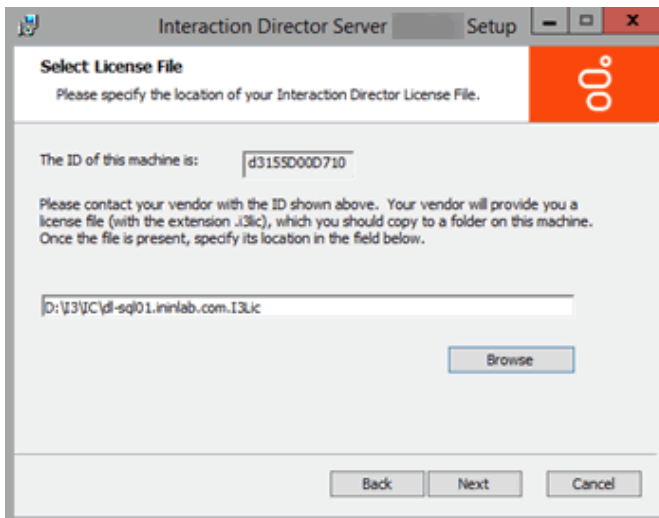 Interaction Director Server Setup
Select License File
Please specify the location of your Interaction Director License File.
The ID of this machine is: d3155D00D710
Please contact your vendor with the ID shown above. Your vendor will provide you a
license file (with the extension .i3lic), which you should copy to a folder on this machine.
Once the file is present, specify its location in the field below.
D:\I3\IC\dl-sql01.ininlab.com.I3Lic
Browse
Back Next Cancel